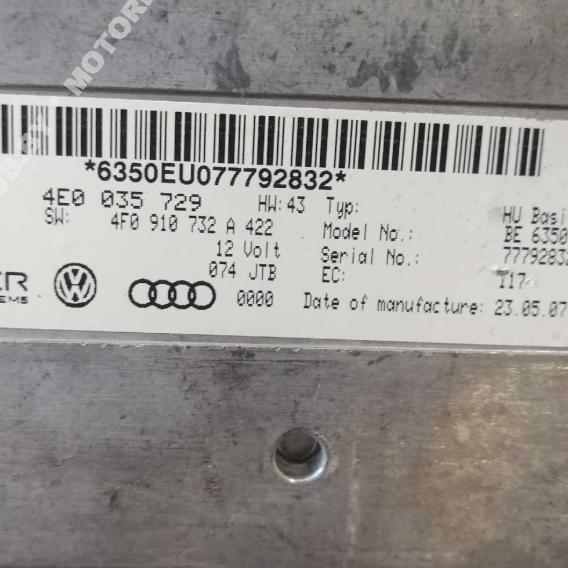 *6350EU077792832*
4E0 035 729 HW:43 Typ: HU Basi
SW: 4F0 910 732 A 422 Model No.: BE 6350
12 Volt Serial No.: 7779283
074 JTB EC: T17
0000 Date of manufacture: 23.05.07